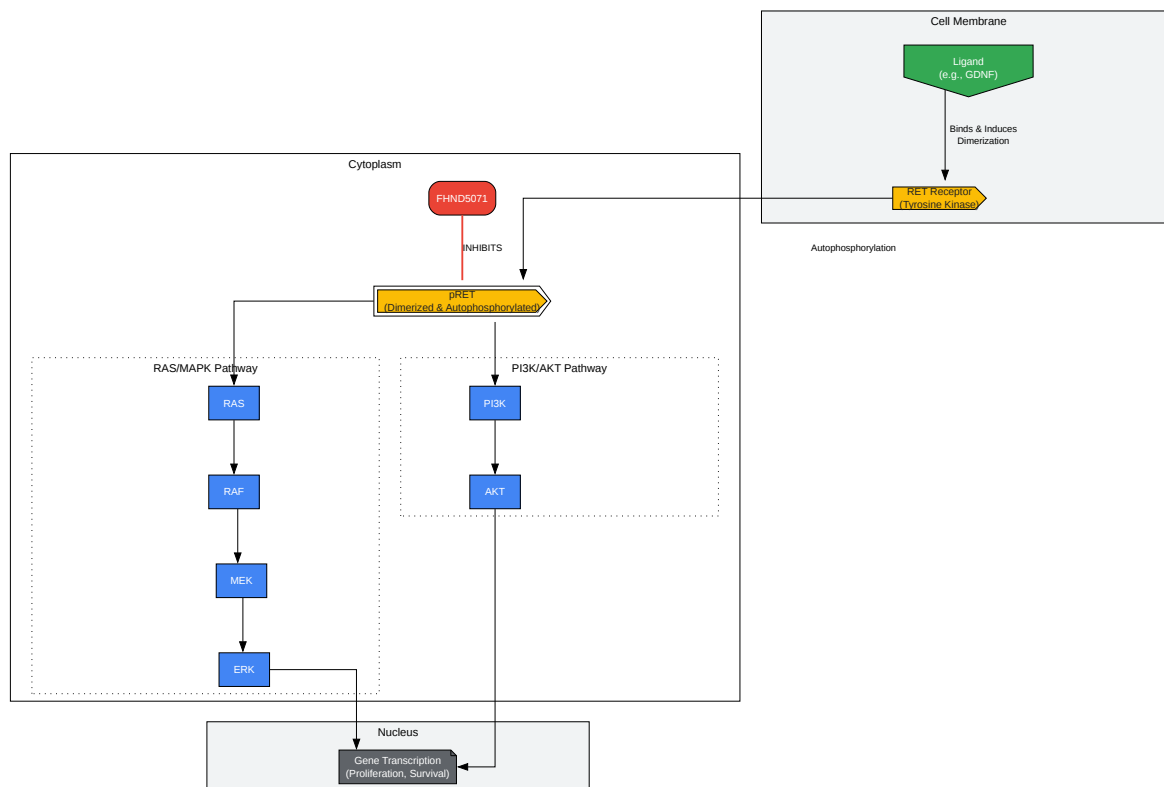 Cell Membrane
Ligand
(e.g., GDNF)
Binds & Induces
Dimerization
RET Receptor
(Tyrosine Kinase)
Autophosphorylation
Cytoplasm
FHND5071
INHIBITS
pRET
(Dimerized & Autophosphorylated)
RAS/MAPK Pathway
RAS
RAF
MEK
ERK
PI3K/AKT Pathway
PI3K
AKT
Nucleus
Gene Transcription
(Proliferation, Survival)